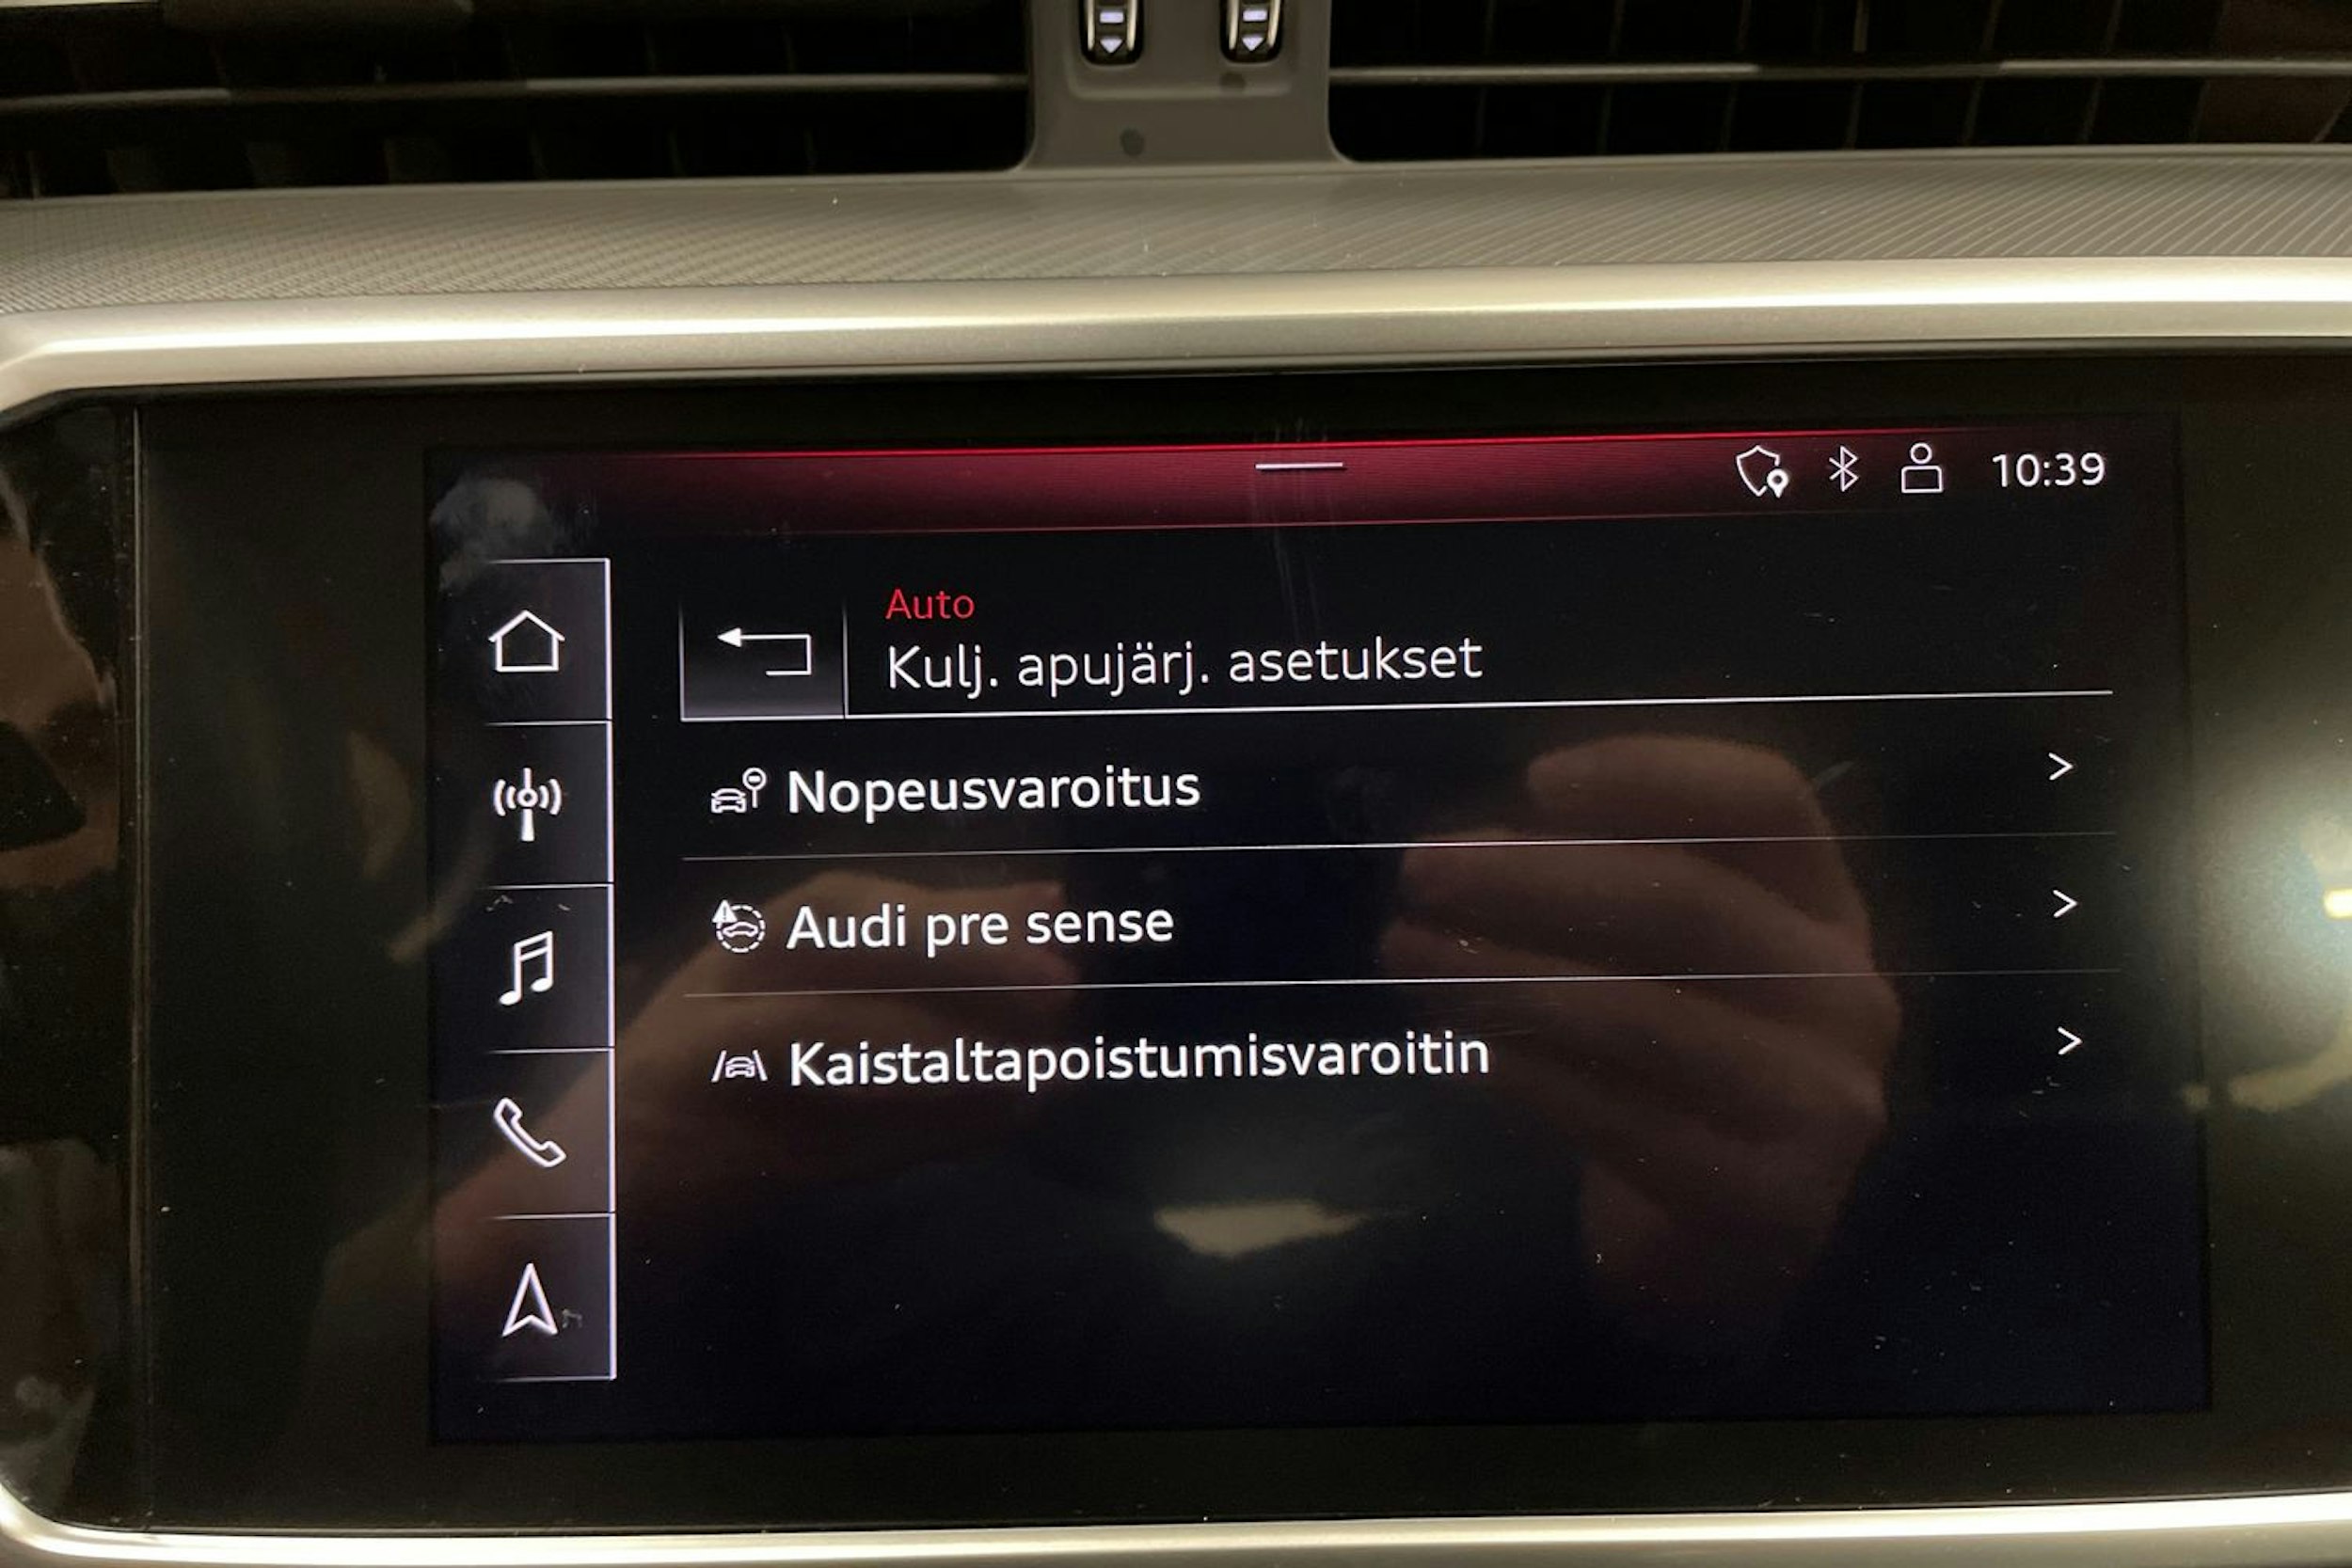 10:39
Auto
Kulj. apujärj. asetukset
Nopeusvaroitus
Audi pre sense
Kaistaltapoistumisvaroitin